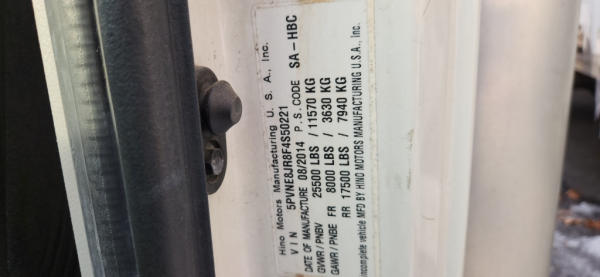 Hino Motors Manufacturing U. S. A., Inc.
VIN 5PVNE8JR8F4S50221
DATE OF MANUFACTURE 08/2014 P.S.CODE SA-HBC
GVWR/PNBV 25500 LBS / 11570 KG
GAWR/PNBE FR 8000 LBS / 3630 KG
RR 17500 LBS / 7940 KG
Incomplete vehicle MFD BY HINO MOTORS MANUFACTURING U.S.A., INC.